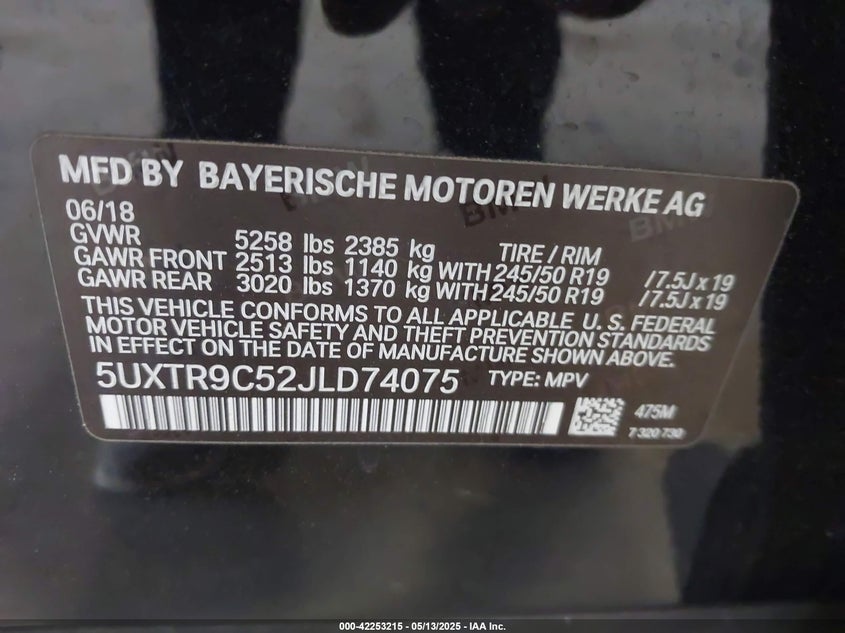 MFD BY BAYERISCHE MOTOREN WERKE AG
06/18
GVWR 5258 lbs 2385 kg TIRE / RIM
GAWR FRONT 2513 lbs 1140 kg WITH 245/50 R19 / 7.5J x 19
GAWR REAR 3020 lbs 1370 kg WITH 245/50 R19 / 7.5J x 19
THIS VEHICLE CONFORMS TO ALL APPLICABLE U. S. FEDERAL
MOTOR VEHICLE SAFETY AND THEFT PREVENTION STANDARDS
IN EFFECT ON THE DATE OF MANUFACTURE SHOWN ABOVE.
5UXTR9C52JLD74075 TYPE: MPV
475M
7 320 730
000-42253215 - 05/13/2025 - IAA Inc.